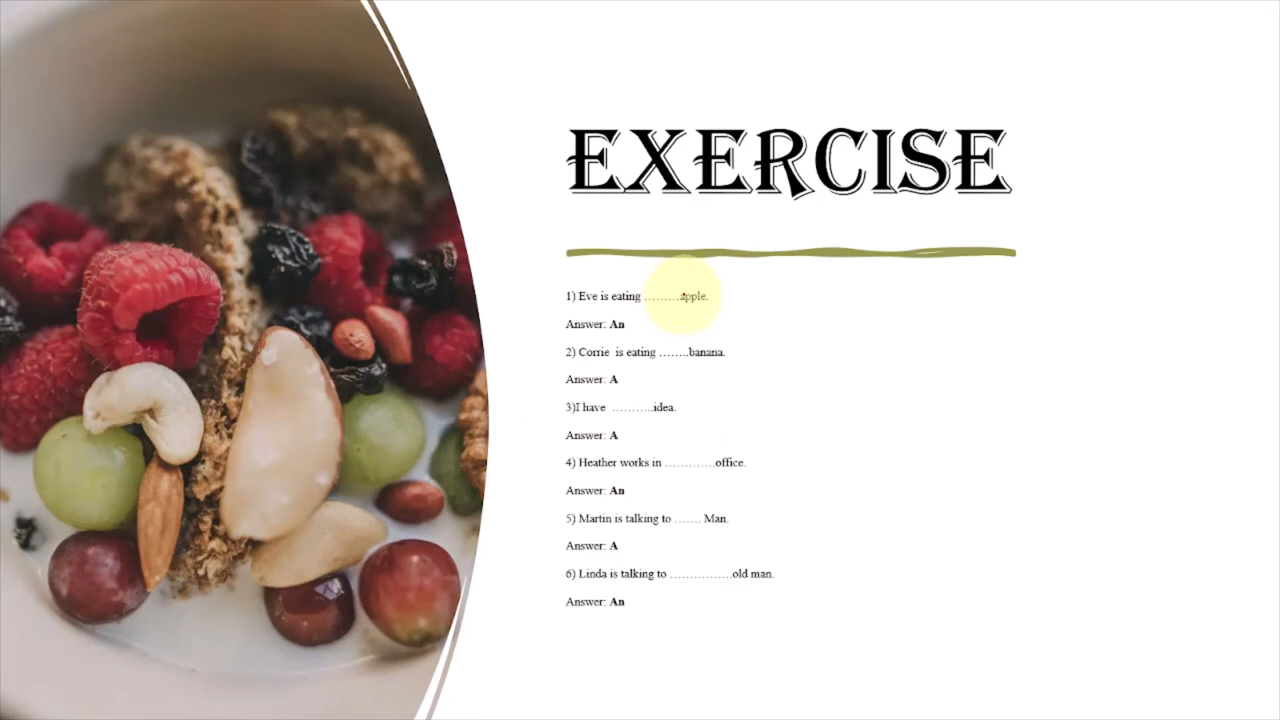 EXERCISE
1) Eve is eating ………apple.
Answer: An
2) Corrie  is eating ……..banana.
Answer: A
3)I have  ………..idea.
Answer: A
4) Heather works in ………….office.
Answer: An
5) Martin is talking to ……. Man.
Answer: A
6) Linda is talking to …………….old man.
Answer: An